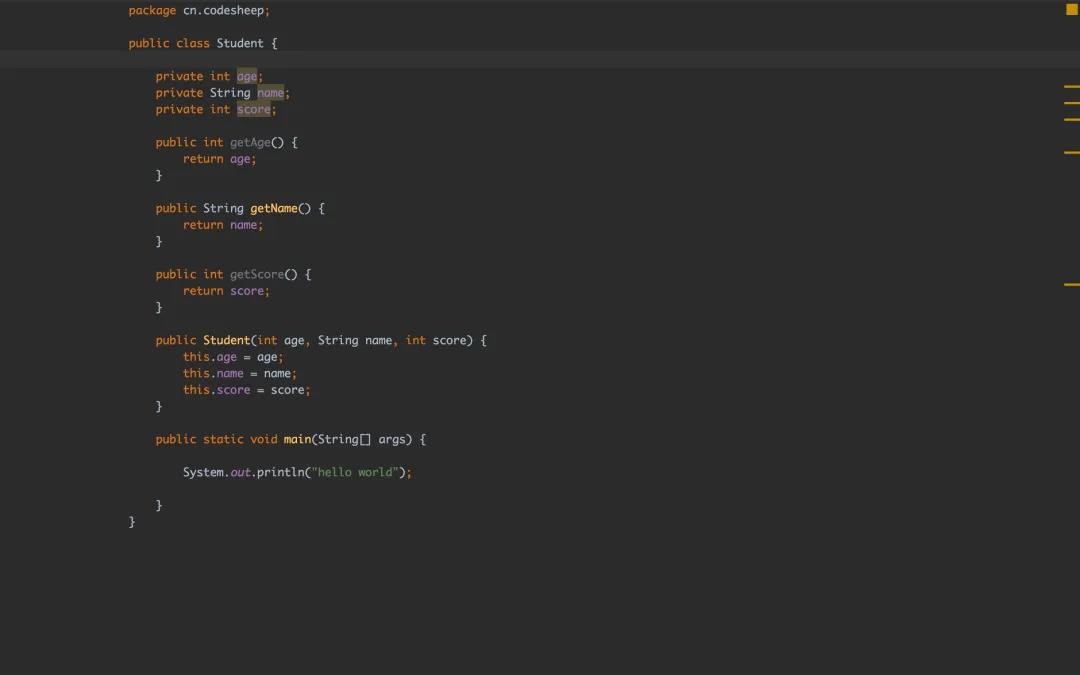 package cn.codesheep;
public class Student {
private int age;
private String name;
private int score;
public int getAge() {
return age;
}
public String getName() {
return name;
}
public int getScore() {
return score;
}
public Student(int age, String name, int score) {
this.age = age;
this.name = name;
this.score = score;
}
public static void main(String[] args) {
System.out.println("hello world");
}
}